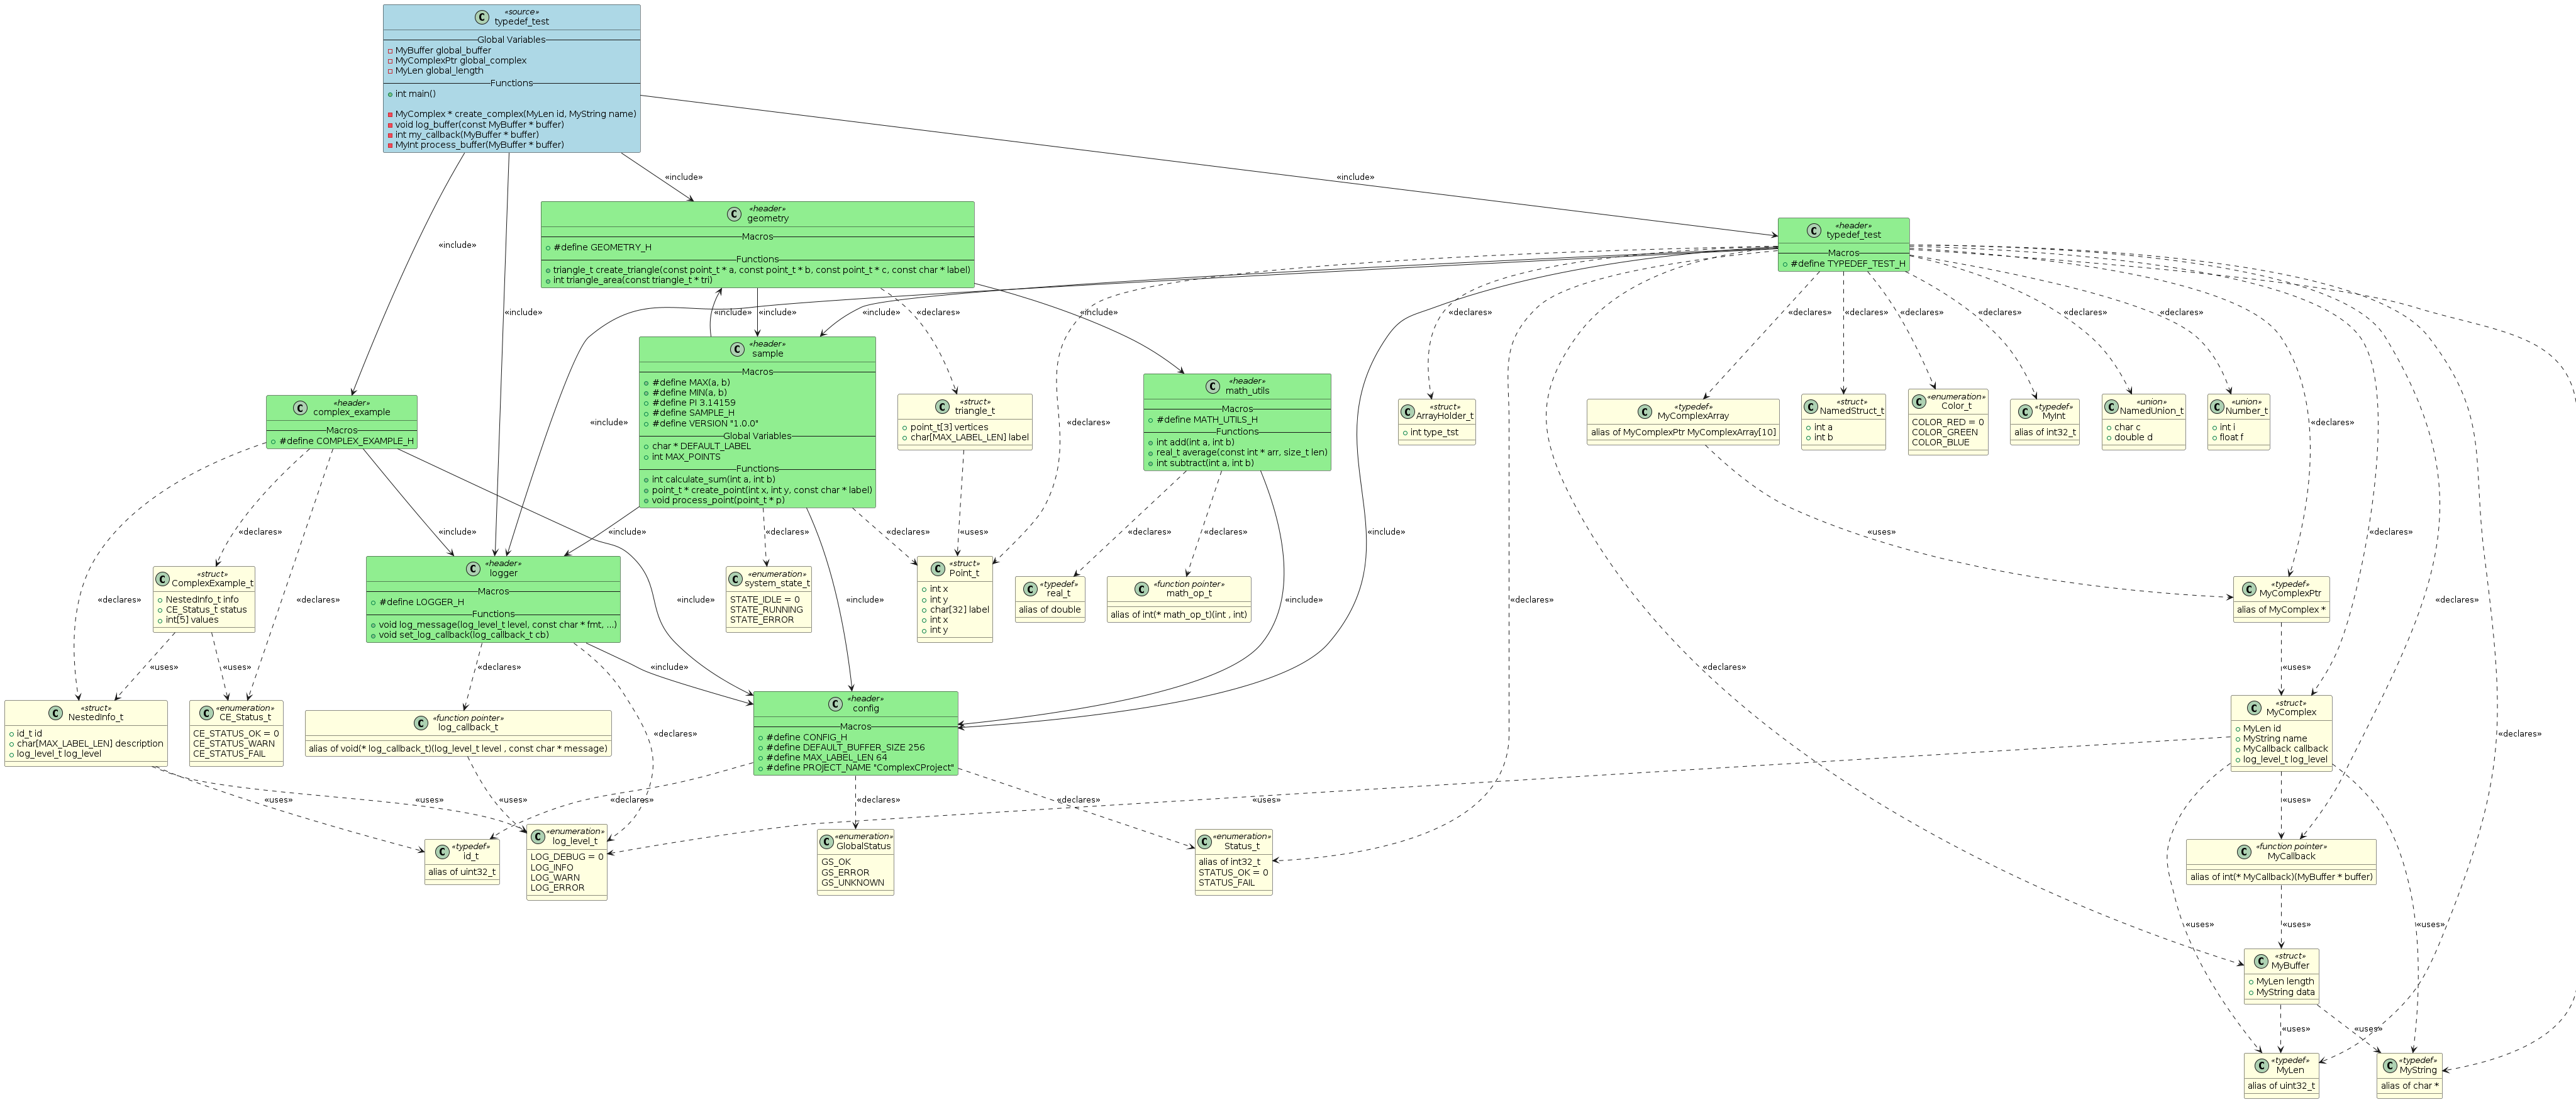 «source»
typedef_test
Global Variables
MyBuffer global_buffer
MyComplexPtr global_complex
MyLen global_length
Functions
int main()
MyComplex * create_complex(MyLen id, MyString name)
void log_buffer(const MyBuffer * buffer)
int my_callback(MyBuffer * buffer)
MyInt process_buffer(MyBuffer * buffer)
«include»
«include»
«header»
geometry
Macros
#define GEOMETRY_H
Functions
triangle_t create_triangle(const point_t * a, const point_t * b, const point_t * c, const char * label)
int triangle_area(const triangle_t * tri)
«header»
typedef_test
Macros
#define TYPEDEF_TEST_H
«include»
«include»
«include»
«include»
«include»
«declares»
«include»
«declares»
«declares»
«declares»
«declares»
«declares»
«declares»
«declares»
«header»
sample
Macros
#define MAX(a, b)
#define MIN(a, b)
#define PI 3.14159
#define SAMPLE_H
#define VERSION "1.0.0"
Global Variables
char * DEFAULT_LABEL
int MAX_POINTS
Functions
int calculate_sum(int a, int b)
point_t * create_point(int x, int y, const char * label)
void process_point(point_t * p)
«header»
complex_example
Macros
#define COMPLEX_EXAMPLE_H
«include»
«struct»
triangle_t
point_t[3] vertices
char[MAX_LABEL_LEN] label
«declares»
«header»
math_utils
Macros
#define MATH_UTILS_H
Functions
int add(int a, int b)
real_t average(const int * arr, size_t len)
int subtract(int a, int b)
«struct»
ArrayHolder_t
int type_tst
«typedef»
MyComplexArray
alias of MyComplexPtr MyComplexArray[10]
«struct»
NamedStruct_t
int a
int b
«enumeration»
Color_t
COLOR_RED = 0
COLOR_GREEN
COLOR_BLUE
«typedef»
MyInt
alias of int32_t
«union»
NamedUnion_t
char c
double d
«union»
Number_t
int i
float f
«declares»
«declares»
«include»
«include»
«declares»
«declares»
«uses»
«declares»
«declares»
«include»
«uses»
«declares»
«struct»
ComplexExample_t
NestedInfo_t info
CE_Status_t status
int[5] values
«header»
logger
Macros
#define LOGGER_H
Functions
void log_message(log_level_t level, const char * fmt, ...)
void set_log_callback(log_callback_t cb)
«enumeration»
system_state_t
STATE_IDLE = 0
STATE_RUNNING
STATE_ERROR
«struct»
Point_t
int x
int y
char[32] label
int x
int y
«typedef»
real_t
alias of double
«function pointer»
math_op_t
alias of int(* math_op_t)(int , int)
«typedef»
MyComplexPtr
alias of MyComplex *
«declares»
«declares»
«include»
«include»
«include»
«declares»
«declares»
«uses»
«uses»
«declares»
«include»
«declares»
«uses»
«struct»
NestedInfo_t
id_t id
char[MAX_LABEL_LEN] description
log_level_t log_level
«enumeration»
CE_Status_t
CE_STATUS_OK = 0
CE_STATUS_WARN
CE_STATUS_FAIL
«function pointer»
log_callback_t
alias of void(* log_callback_t)(log_level_t level , const char * message)
«declares»
«header»
config
Macros
#define CONFIG_H
#define DEFAULT_BUFFER_SIZE 256
#define MAX_LABEL_LEN 64
#define PROJECT_NAME "ComplexCProject"
«struct»
MyComplex
MyLen id
MyString name
MyCallback callback
log_level_t log_level
«declares»
«uses»
«uses»
«uses»
«declares»
«declares»
«declares»
«uses»
«uses»
«typedef»
id_t
alias of uint32_t
«enumeration»
log_level_t
LOG_DEBUG = 0
LOG_INFO
LOG_WARN
LOG_ERROR
«enumeration»
GlobalStatus
GS_OK
GS_ERROR
GS_UNKNOWN
«enumeration»
Status_t
alias of int32_t
STATUS_OK = 0
STATUS_FAIL
«function pointer»
MyCallback
alias of int(* MyCallback)(MyBuffer * buffer)
«uses»
«uses»
«uses»
«struct»
MyBuffer
MyLen length
MyString data
«uses»
«uses»
«typedef»
MyLen
alias of uint32_t
«typedef»
MyString
alias of char *